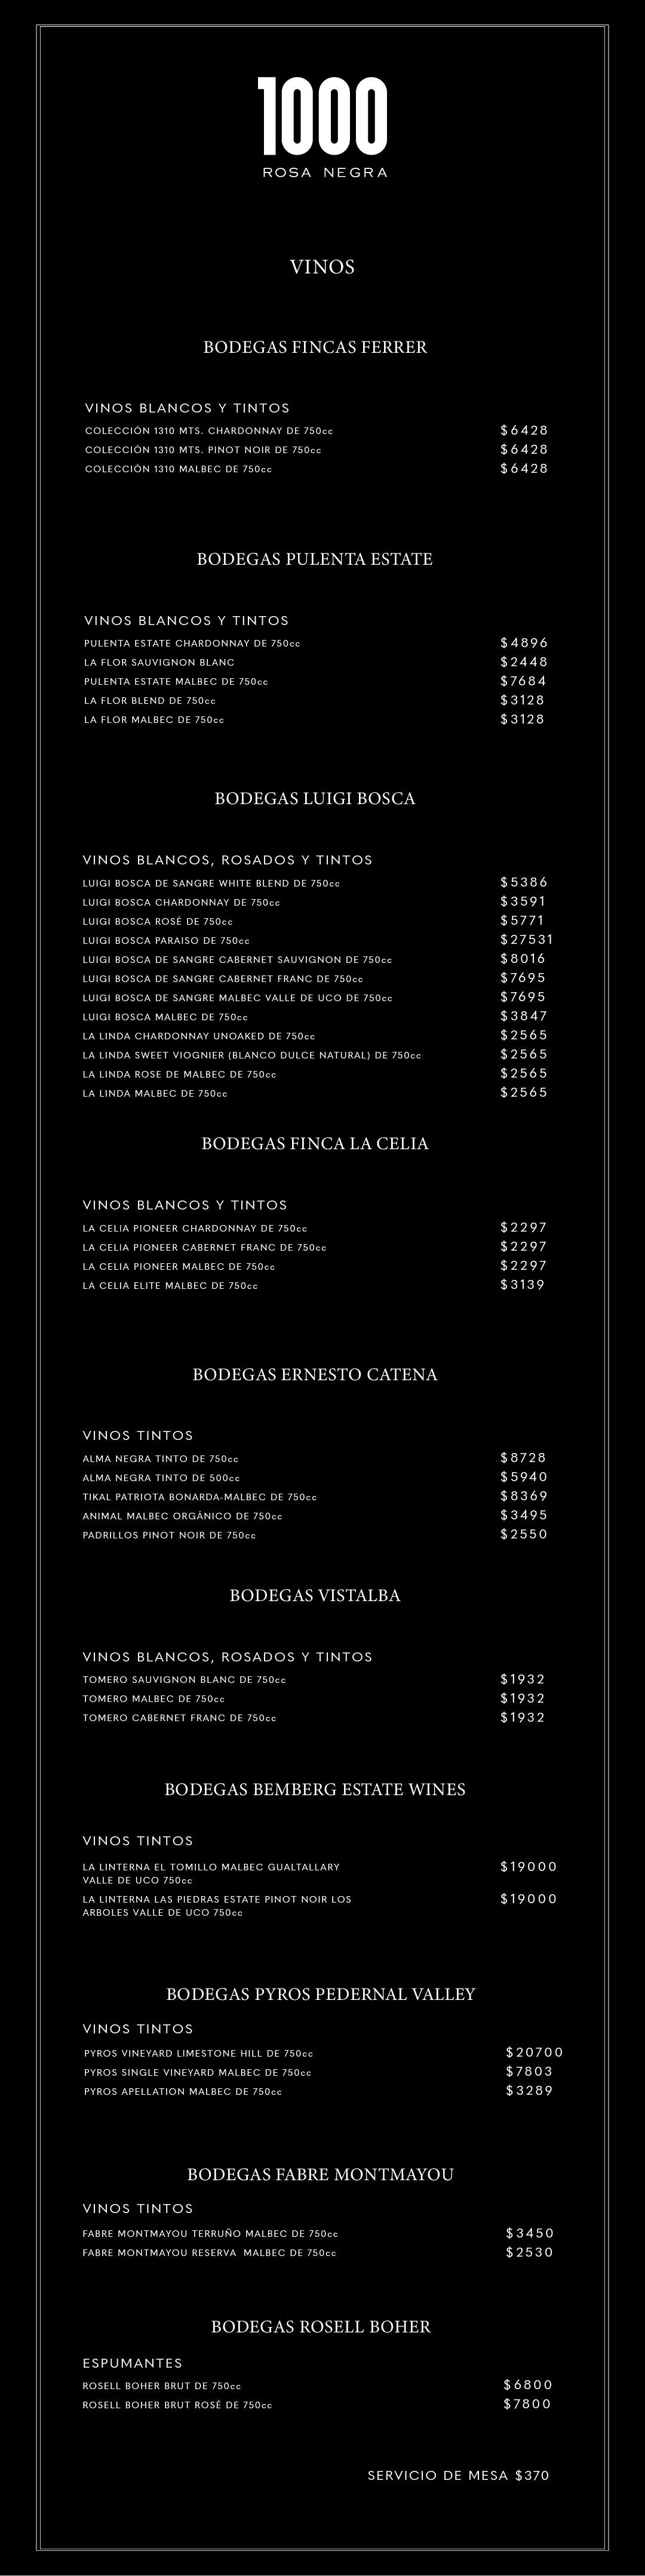 1000
ROSA NEGRA
VINOS
BODEGAS FINCAS FERRER
VINOS BLANCOS Y TINTOS
COLECCIÓN 1310 MTS. CHARDONNAY DE 750cc $6428
COLECCIÓN 1310 MTS. PINOT NOIR DE 750cc $6428
COLECCIÓN 1310 MALBEC DE 750cc $6428
BODEGAS PULENTA ESTATE
VINOS BLANCOS Y TINTOS
PULENTA ESTATE CHARDONNAY DE 750cc $4896
LA FLOR SAUVIGNON BLANC $2448
PULENTA ESTATE MALBEC DE 750cc $7684
LA FLOR BLEND DE 750cc $3128
LA FLOR MALBEC DE 750cc $3128
BODEGAS LUIGI BOSCA
VINOS BLANCOS, ROSADOS Y TINTOS
LUIGI BOSCA DE SANGRE WHITE BLEND DE 750cc $5386
LUIGI BOSCA CHARDONNAY DE 750cc $3591
LUIGI BOSCA ROSÉ DE 750cc $5771
LUIGI BOSCA PARAISO DE 750cc $27531
LUIGI BOSCA DE SANGRE CABERNET SAUVIGNON DE 750cc $8016
LUIGI BOSCA DE SANGRE CABERNET FRANC DE 750cc $7695
LUIGI BOSCA DE SANGRE MALBEC VALLE DE UCO DE 750cc $7695
LUIGI BOSCA MALBEC DE 750cc $3847
LA LINDA CHARDONNAY UNOAKED DE 750cc $2565
LA LINDA SWEET VIOGNIER (BLANCO DULCE NATURAL) DE 750cc $2565
LA LINDA ROSE DE MALBEC DE 750cc $2565
LA LINDA MALBEC DE 750cc $2565
BODEGAS FINCA LA CELIA
VINOS BLANCOS Y TINTOS
LA CELIA PIONEER CHARDONNAY DE 750cc $2297
LA CELIA PIONEER CABERNET FRANC DE 750cc $2297
LA CELIA PIONEER MALBEC DE 750cc $2297
LA CELIA ELITE MALBEC DE 750cc $3139
BODEGAS ERNESTO CATENA
VINOS TINTOS
ALMA NEGRA TINTO DE 750cc $8728
ALMA NEGRA TINTO DE 500cc $5940
TIKAL PATRIOTA BONARDA-MALBEC DE 750cc $8369
ANIMAL MALBEC ORGÁNICO DE 750cc $3495
PADRILLOS PINOT NOIR DE 750cc $2550
BODEGAS VISTALBA
VINOS BLANCOS, ROSADOS Y TINTOS
TOMERO SAUVIGNON BLANC DE 750cc $1932
TOMERO MALBEC DE 750cc $1932
TOMERO CABERNET FRANC DE 750cc $1932
BODEGAS BEMBERG ESTATE WINES
VINOS TINTOS
LA LINTERNA EL TOMILLO MALBEC GUALTALLARY $19000
VALLE DE UCO 750cc
LA LINTERNA LAS PIEDRAS ESTATE PINOT NOIR LOS $19000
ARBOLES VALLE DE UCO 750cc
BODEGAS PYROS PEDERNAL VALLEY
VINOS TINTOS
PYROS VINEYARD LIMESTONE HILL DE 750cc $20700
PYROS SINGLE VINEYARD MALBEC DE 750cc $7803
PYROS APELLATION MALBEC DE 750cc $3289
BODEGAS FABRE MONTMAYOU
VINOS TINTOS
FABRE MONTMAYOU TERRUÑO MALBEC DE 750cc $3450
FABRE MONTMAYOU RESERVA MALBEC DE 750cc $2530
BODEGAS ROSELL BOHER
ESPUMANTES
ROSELL BOHER BRUT DE 750cc $6800
ROSELL BOHER BRUT ROSÉ DE 750cc $7800
SERVICIO DE MESA $370